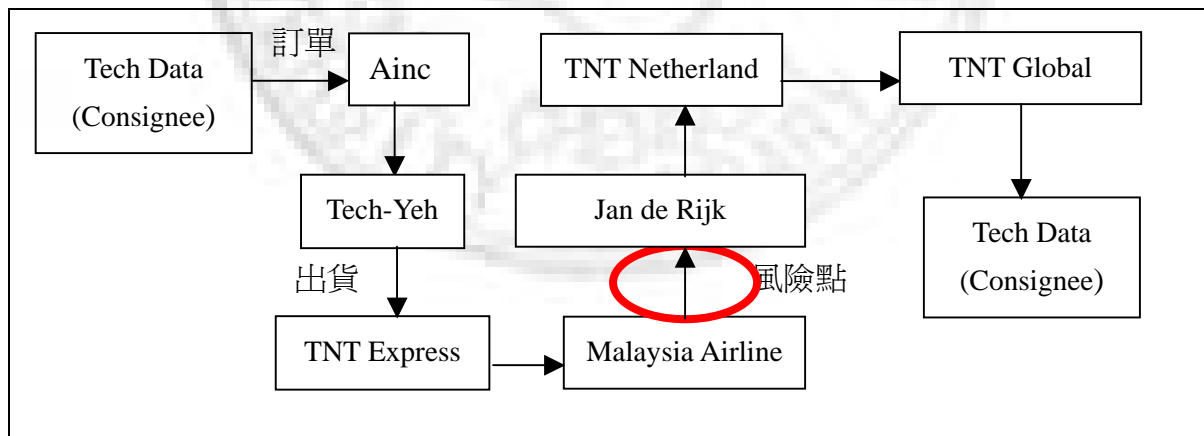 Tech Data
(Consignee)
訂單
Ainc
Tech-Yeh
出貨
TNT Express
Malaysia Airline
風險點
Jan de Rijk
TNT Netherland
TNT Global
Tech Data
(Consignee)